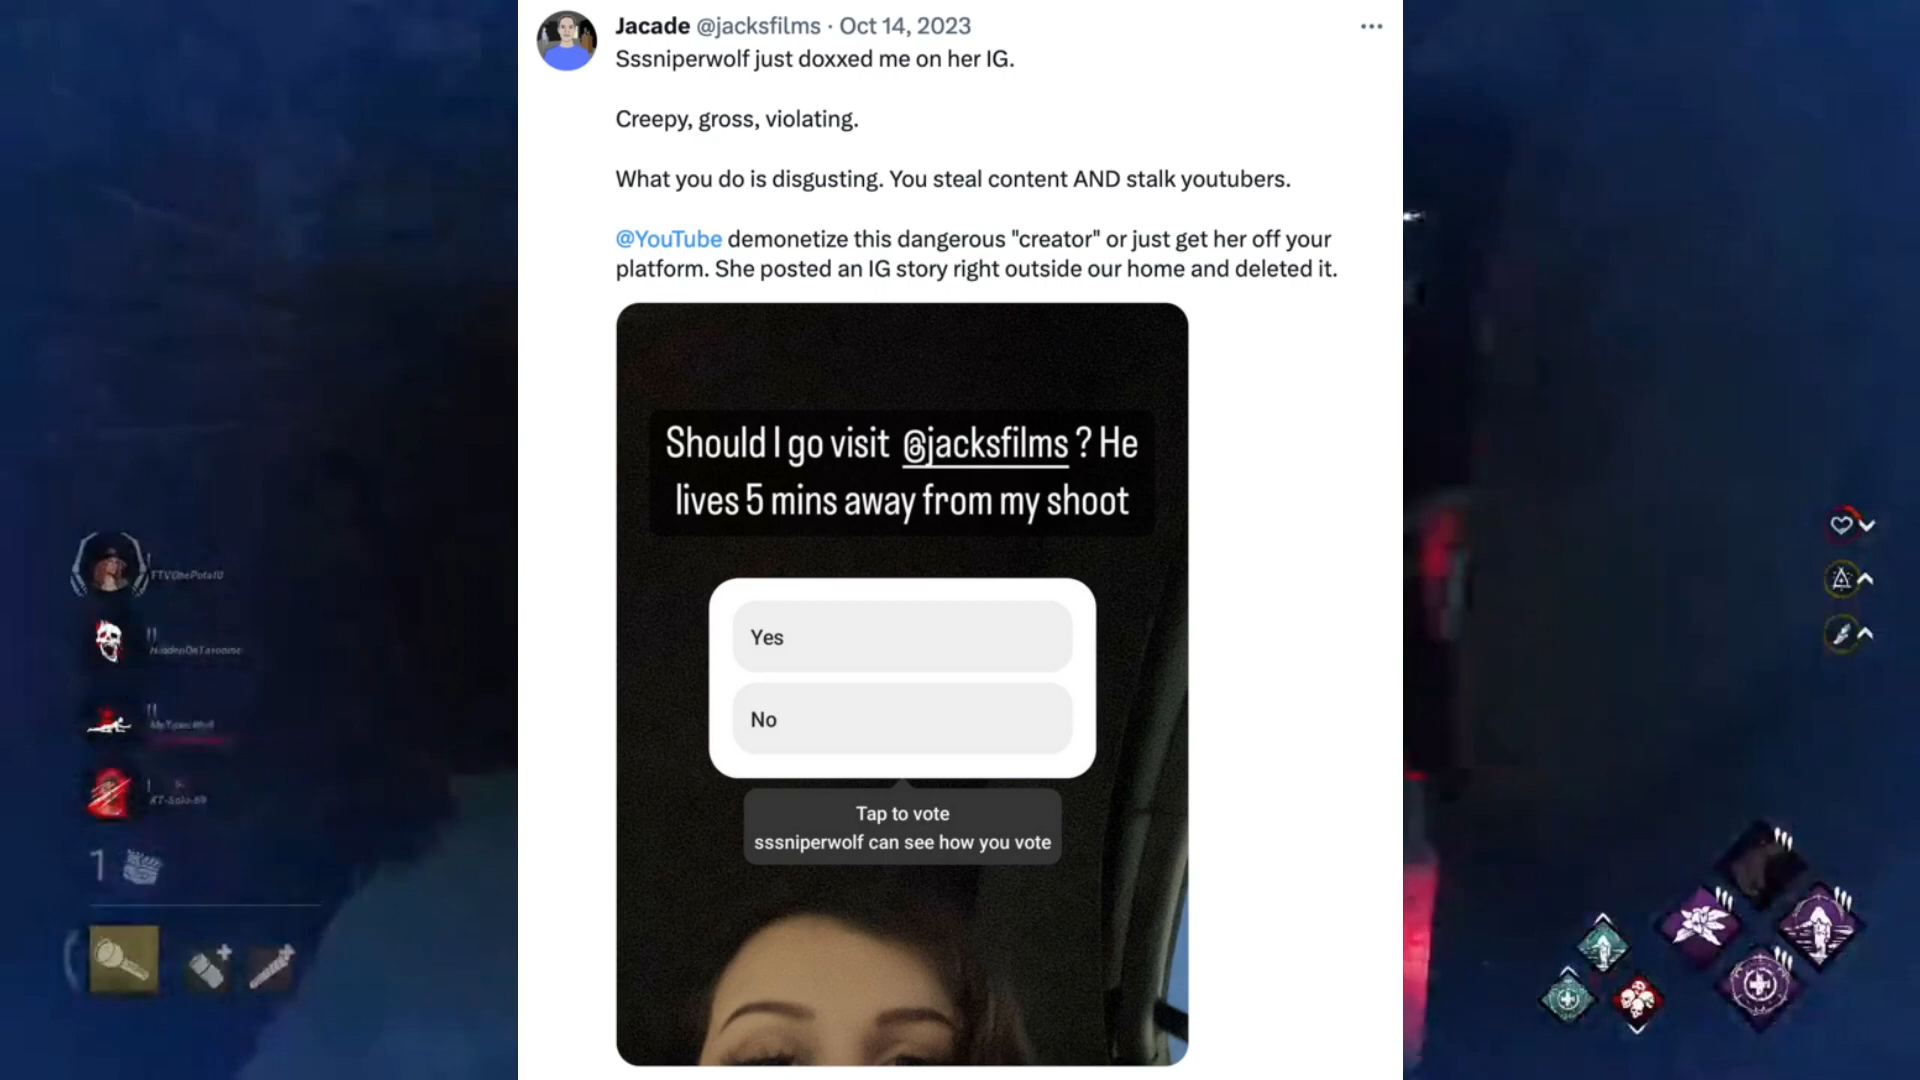 Jacade @jacksfilms · Oct 14, 2023
Sssniperwolf just doxxed me on her IG.
Creepy, gross, violating.
What you do is disgusting. You steal content AND stalk youtubers.
@YouTube demonetize this dangerous "creator" or just get her off your
platform. She posted an IG story right outside our home and deleted it.
Should I go visit @jacksfilms ? He
lives 5 mins away from my shoot
Yes
No
Tap to vote
sssniperwolf can see how you vote
1